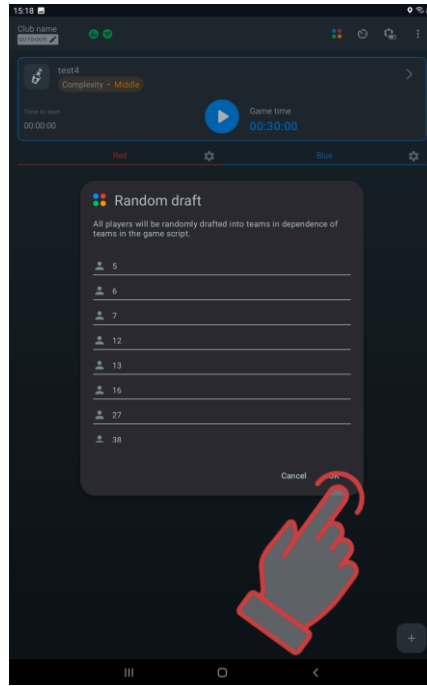 15:18
Club name
OUTDOOR
test4
Complexity • Middle
Time to start
00:00:00
Game time
00:30:00
Red
Blue
Random draft
All players will be randomly drafted into teams in dependence of
teams in the game script.
5
6
7
12
13
16
27
38
Cancel
OK